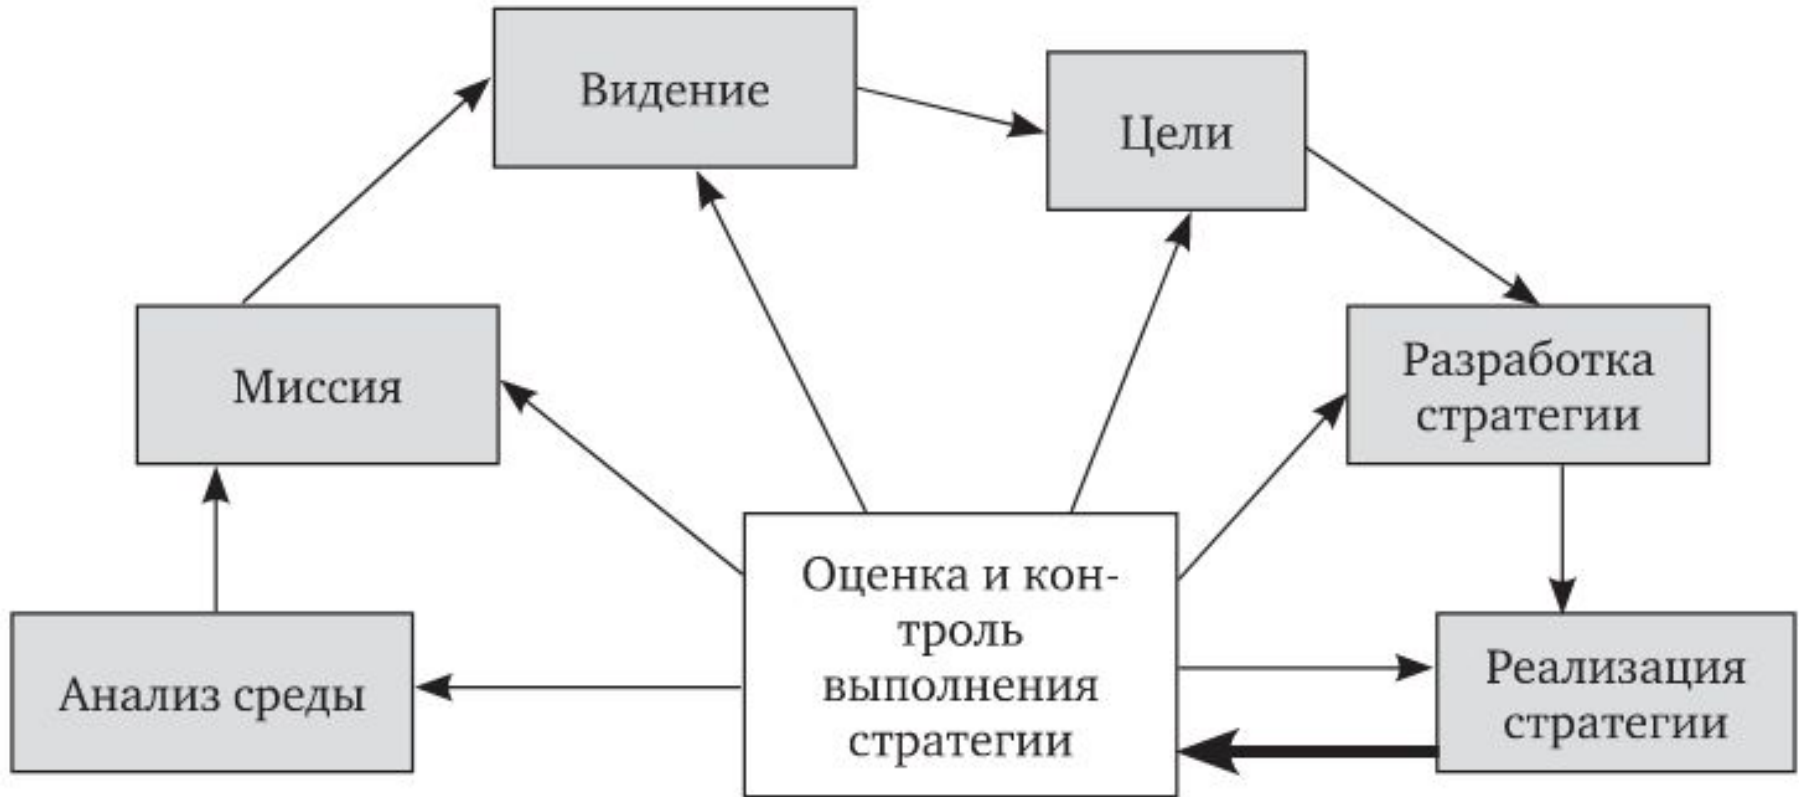 Видение
Цели
Миссия
Разработка
стратегии
Оценка и кон-
троль
выполнения
стратегии
Анализ среды
Реализация
стратегии